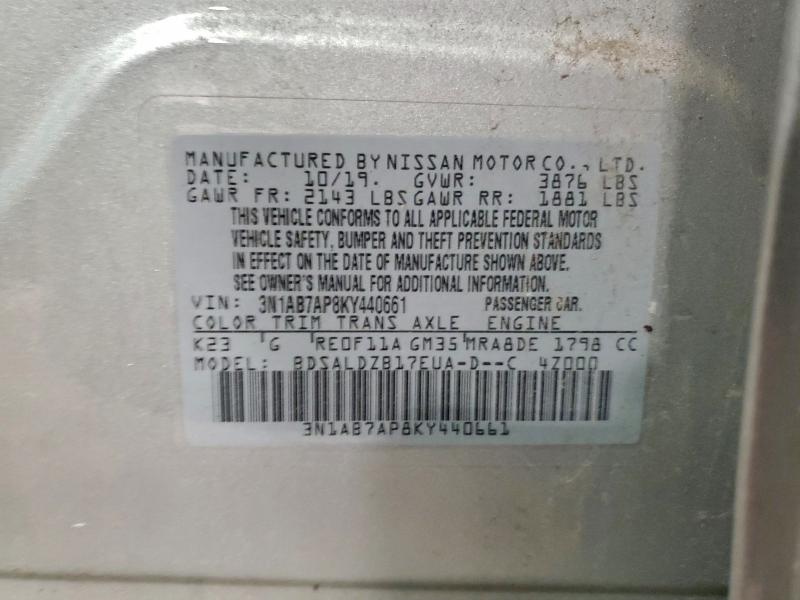 MANUFACTURED BY NISSAN MOTOR CO., LTD.
DATE: 10/19. GVWR: 3876 LBS
GAWR FR: 2143 LBS GAWR RR: 1881 LBS
THIS VEHICLE CONFORMS TO ALL APPLICABLE FEDERAL MOTOR
VEHICLE SAFETY, BUMPER AND THEFT PREVENTION STANDARDS
IN EFFECT ON THE DATE OF MANUFACTURE SHOWN ABOVE.
SEE OWNER'S MANUAL FOR ADDITIONAL INFORMATION.
VIN: 3N1AB7AP8KY440661 PASSENGER CAR.
COLOR TRIM TRANS AXLE ENGINE
K23 G RE0F11A GM35 MRA8DE 1798 CC
MODEL: BDSALDZB17EUA-D--C 4Z000
3N1AB7AP8KY440661